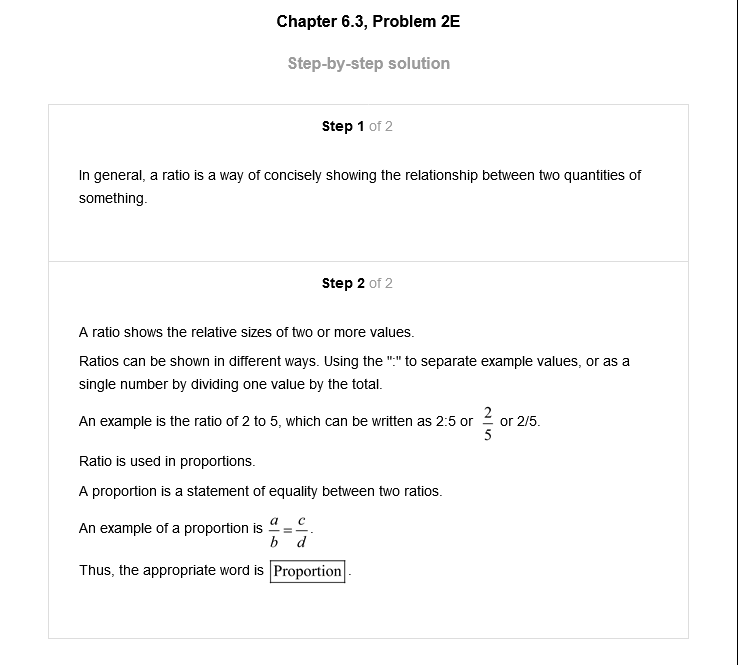 Chapter 6.3, Problem 2E
Step-by-step solution
Step 1 of 2
In general, a ratio is a way of concisely showing the relationship between two quantities of
something.
Step 2 of 2
A ratio shows the relative sizes of two or more values.
Ratios can be shown in different ways. Using the ":" to separate example values, or as a
single number by dividing one value by the total.
An example is the ratio of 2 to 5, which can be written as 2:5 or 2/5 or 2/5.
Ratio is used in proportions.
A proportion is a statement of equality between two ratios.
An example of a proportion is a/b = c/d.
Thus, the appropriate word is Proportion.